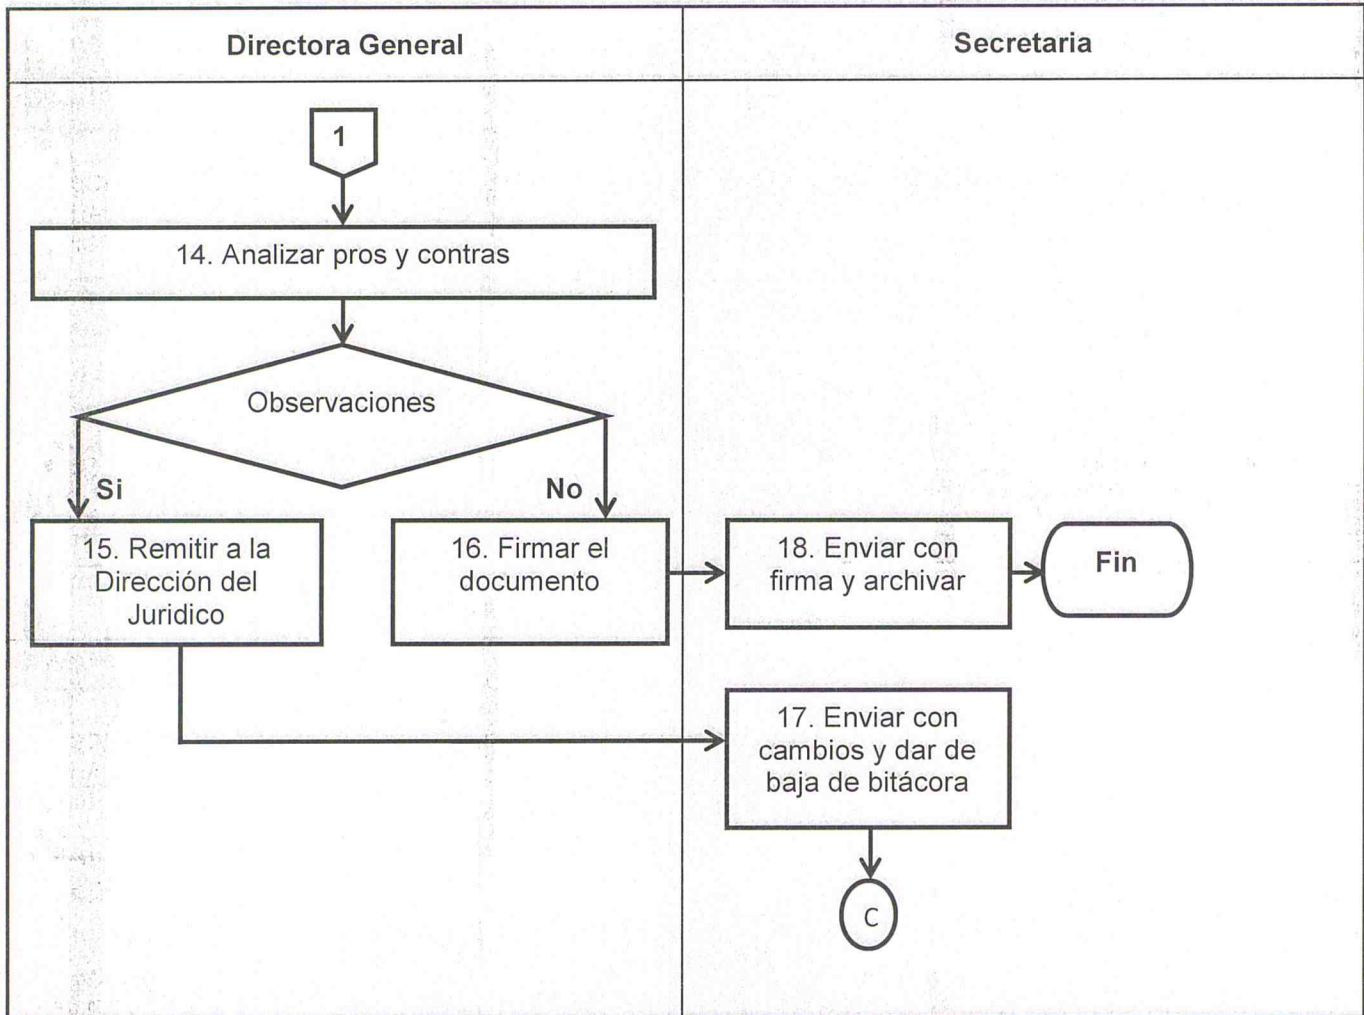 Directora General
Secretaria
1
14. Analizar pros y contras
Observaciones
Si
No
15. Remitir a la
Dirección del
Juridico
16. Firmar el
documento
18. Enviar con
firma y archivar
Fin
17. Enviar con
cambios y dar de
baja de bitácora
C